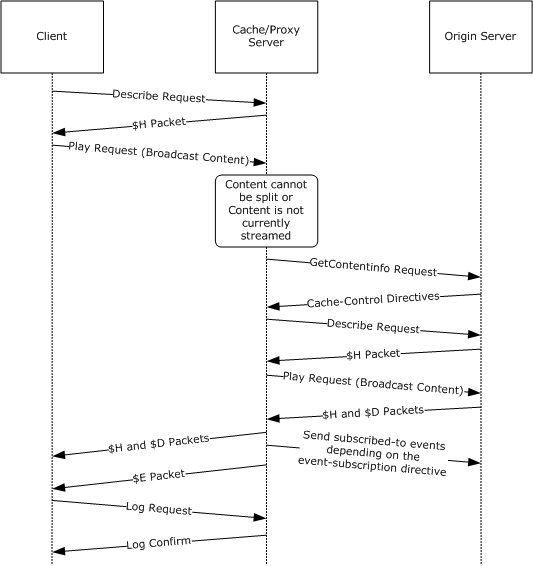 Client
Cache/Proxy
Server
Origin Server
Describe Request
$H Packet
Play Request (Broadcast Content)
Content cannot
be split or
Content is not
currently
streamed
GetContentinfo Request
Cache-Control Directives
Describe Request
$H Packet
Play Request (Broadcast Content)
$H and $D Packets
$H and $D Packets
Send subscribed-to events
depending on the
event-subscription directive
$E Packet
Log Request
Log Confirm